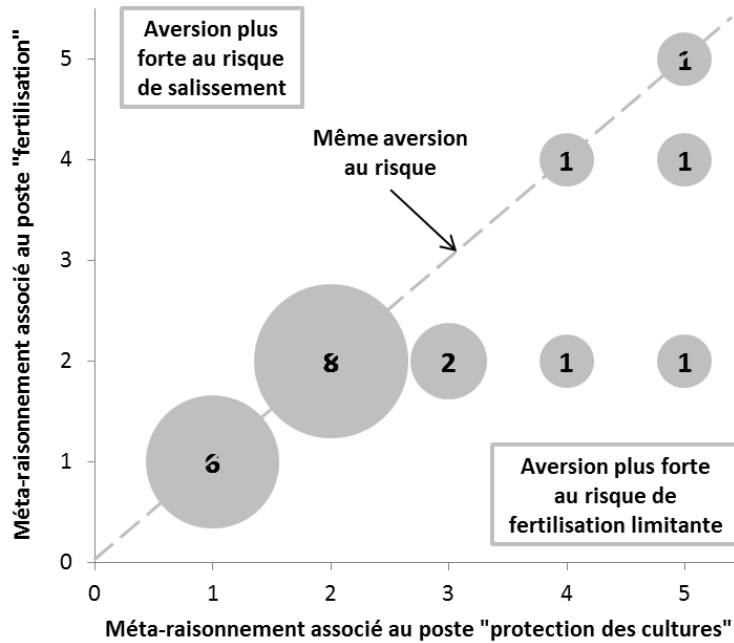 Aversion plus
forte au risque
de salissement
Même aversion
au risque
Aversion plus forte
au risque de
fertilisation limitante
Méta-raisonnement associé au poste "fertilisation"
5
4
3
2
1
0
1
1
1
8
2
1
1
6
0
1
2
3
4
5
Méta-raisonnement associé au poste "protection des cultures"